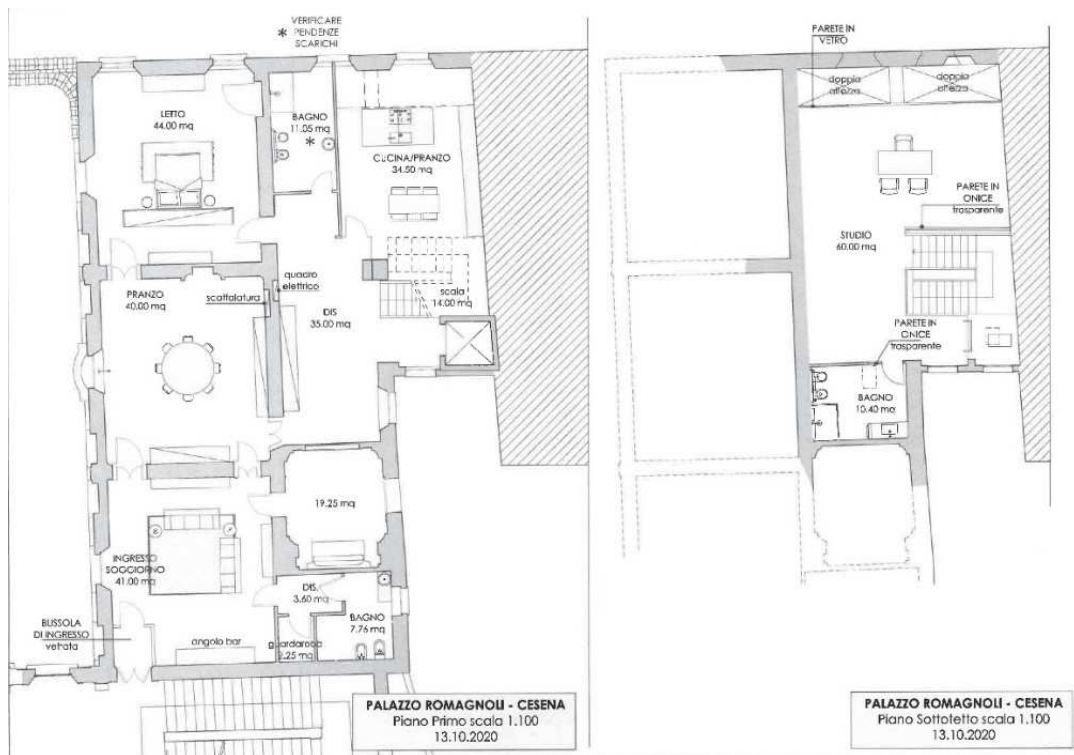 VERIFICARE
* PENDENZE
SCARICHI
LETTO
44.00 mq
BAGNO
11.05 mq
*
CUCINA/PRANZO
34.50 mq
PRANZO
40.00 mq
scaffalatura
quadro
elettrico
DIS
35.00 mq
scala
14.00 mq
19.25 mq
INGRESSO
SOGGIORNO
41.00 mq
DIS.
3.60 mq
BAGNO
7.76 mq
BUSSOLA
DI INGRESSO
vetrata
angolo bar
guardaroba
2.25 mq
PALAZZO ROMAGNOLI - CESENA
Piano Primo scala 1.100
13.10.2020
PARETE IN
VETRO
doppia
altezza
doppia
altezza
PARETE IN
ONICE
trasparente
STUDIO
60.00 mq
PARETE IN
ONICE
trasparente
BAGNO
10.40 mq
PALAZZO ROMAGNOLI - CESENA
Piano Sottotetto scala 1.100
13.10.2020